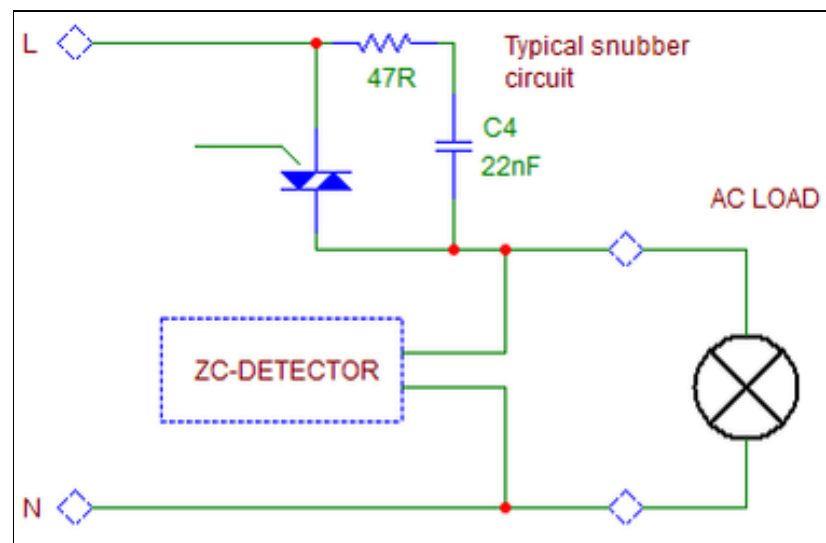 L
Typical snubber
circuit
47R
C4
22nF
AC LOAD
ZC-DETECTOR
N